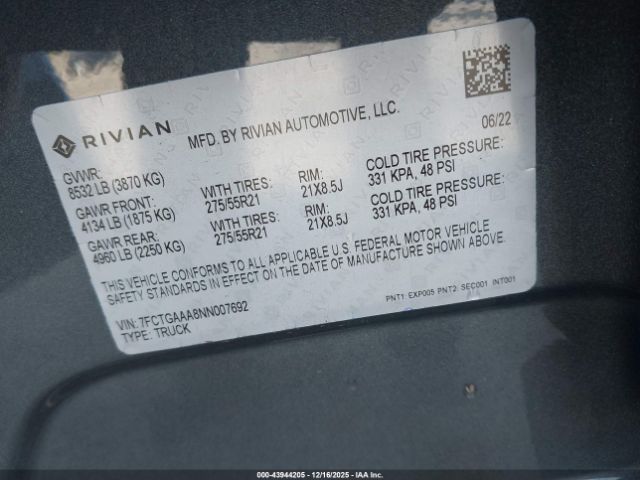 RIVIAN
MFD. BY RIVIAN AUTOMOTIVE, LLC.
06/22
GVWR:
8532 LB (3870 KG)
GAWR FRONT: WITH TIRES: RIM: COLD TIRE PRESSURE:
4134 LB (1875 KG) 275/55R21 21X8.5J 331 KPA, 48 PSI
GAWR REAR: WITH TIRES: RIM: COLD TIRE PRESSURE:
4960 LB (2250 KG) 275/55R21 21X8.5J 331 KPA, 48 PSI
THIS VEHICLE CONFORMS TO ALL APPLICABLE U.S. FEDERAL MOTOR VEHICLE
SAFETY STANDARDS IN EFFECT ON THE DATE OF MANUFACTURE SHOWN ABOVE.
PNT1: EXP005 PNT2: SEC001 INT001
VIN: 7FCTGAAA8NN007692
TYPE: TRUCK
000-43944205 - 12/16/2025 - IAA Inc.